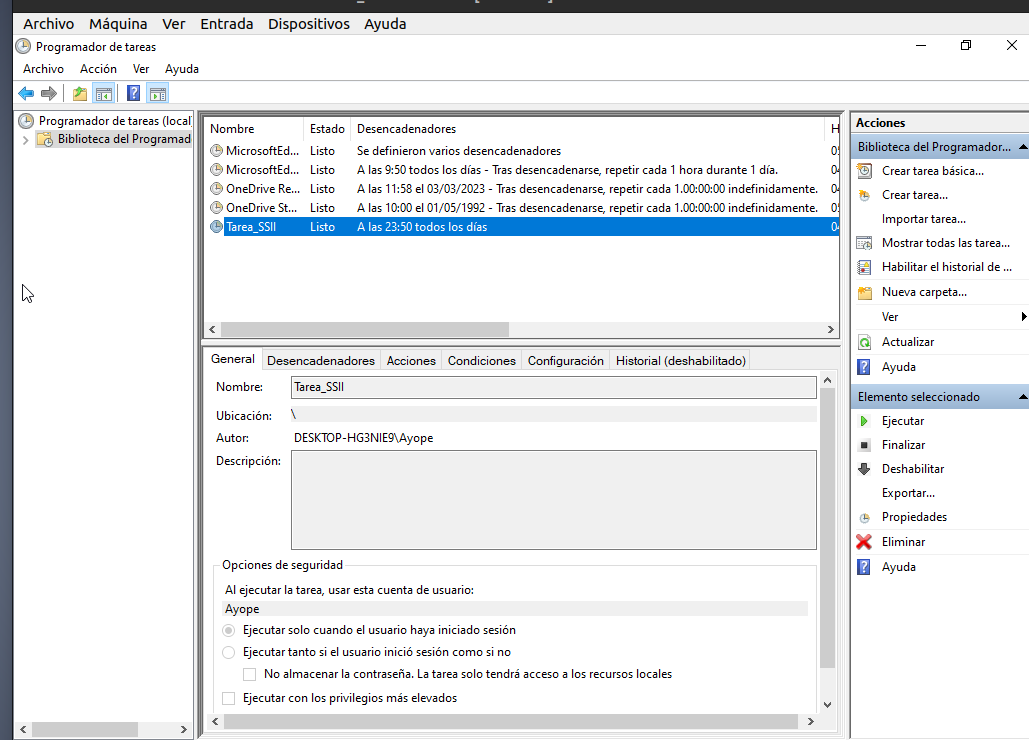 Archivo Máquina Ver Entrada Dispositivos Ayuda
Programador de tareas
Archivo Acción Ver Ayuda
Programador de tareas (local
Biblioteca del Programad
Nombre Estado Desencadenadores H
MicrosoftEd... Listo Se definieron varios desencadenadores 05
MicrosoftEd... Listo A las 9:50 todos los días - Tras desencadenarse, repetir cada 1 hora durante 1 día. 04
OneDrive Re... Listo A las 11:58 el 03/03/2023 - Tras desencadenarse, repetir cada 1.00:00:00 indefinidamente. 04
OneDrive St... Listo A las 10:00 el 01/05/1992 - Tras desencadenarse, repetir cada 1.00:00:00 indefinidamente. 05
Tarea_SSII Listo A las 23:50 todos los días 04
General Desencadenadores Acciones Condiciones Configuración Historial (deshabilitado)
Nombre: Tarea_SSII
Ubicación: \
Autor: DESKTOP-HG3NIE9\Ayope
Descripción:
Opciones de seguridad
Al ejecutar la tarea, usar esta cuenta de usuario:
Ayope
Ejecutar solo cuando el usuario haya iniciado sesión
Ejecutar tanto si el usuario inició sesión como si no
No almacenar la contraseña. La tarea solo tendrá acceso a los recursos locales
Ejecutar con los privilegios más elevados
Acciones
Biblioteca del Programador...
Crear tarea básica...
Crear tarea...
Importar tarea...
Mostrar todas las tarea...
Habilitar el historial de ...
Nueva carpeta...
Ver
Actualizar
Ayuda
Elemento seleccionado
Ejecutar
Finalizar
Deshabilitar
Exportar...
Propiedades
Eliminar
Ayuda